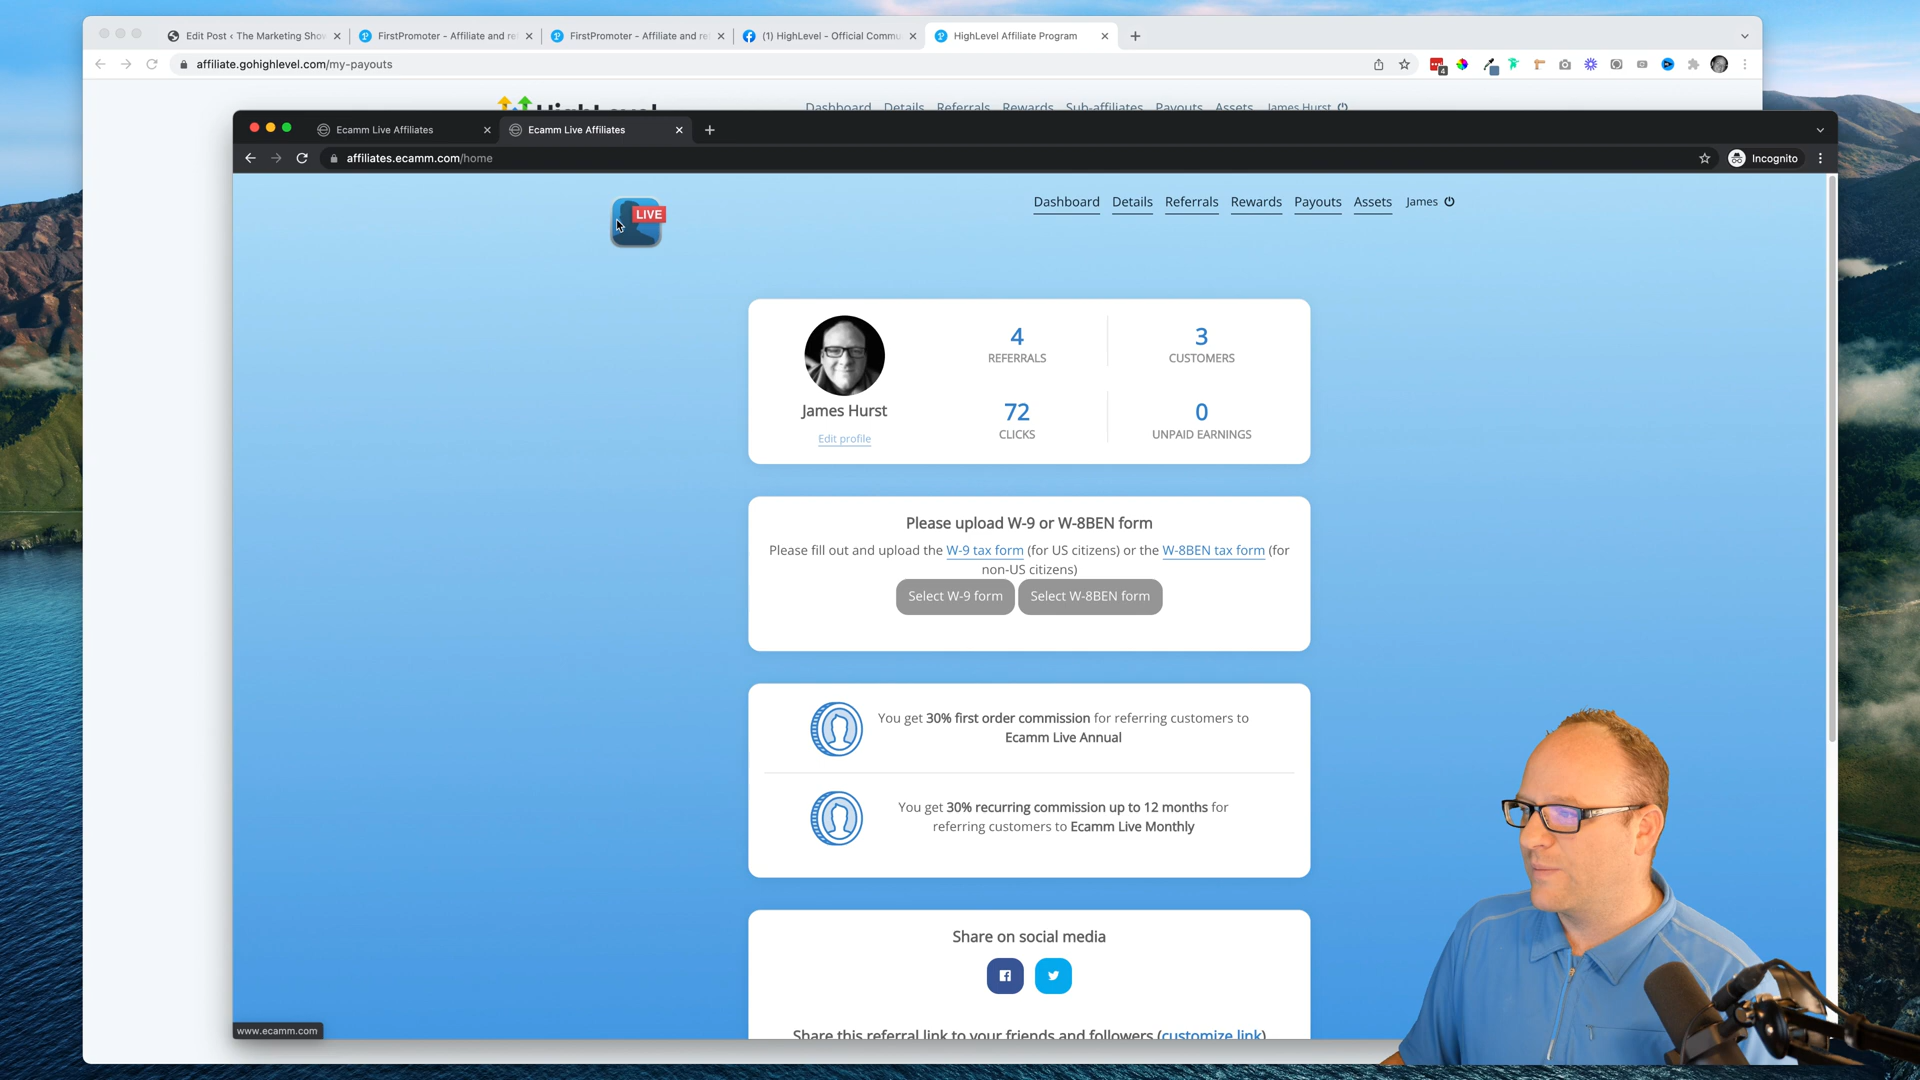 Edit Post ‹ The Marketing Show
FirstPromoter - Affiliate and re
FirstPromoter - Affiliate and re
(1) HighLevel - Official Commu
HighLevel Affiliate Program
affiliate.gohighlevel.com/my-payouts
4
HighLevel
Dashboard Details Referrals Rewards Sub-affiliates Payouts Assets James Hurst
Ecamm Live Affiliates
Ecamm Live Affiliates
affiliates.ecamm.com/home
Incognito
LIVE
Dashboard Details Referrals Rewards Payouts Assets James
4
REFERRALS
3
CUSTOMERS
James Hurst
Edit profile
72
CLICKS
0
UNPAID EARNINGS
Please upload W-9 or W-8BEN form
Please fill out and upload the W-9 tax form (for US citizens) or the W-8BEN tax form (for
non-US citizens)
Select W-9 form Select W-8BEN form
You get 30% first order commission for referring customers to
Ecamm Live Annual
You get 30% recurring commission up to 12 months for
referring customers to Ecamm Live Monthly
Share on social media
Share this referral link to your friends and followers (customize link)
www.ecamm.com